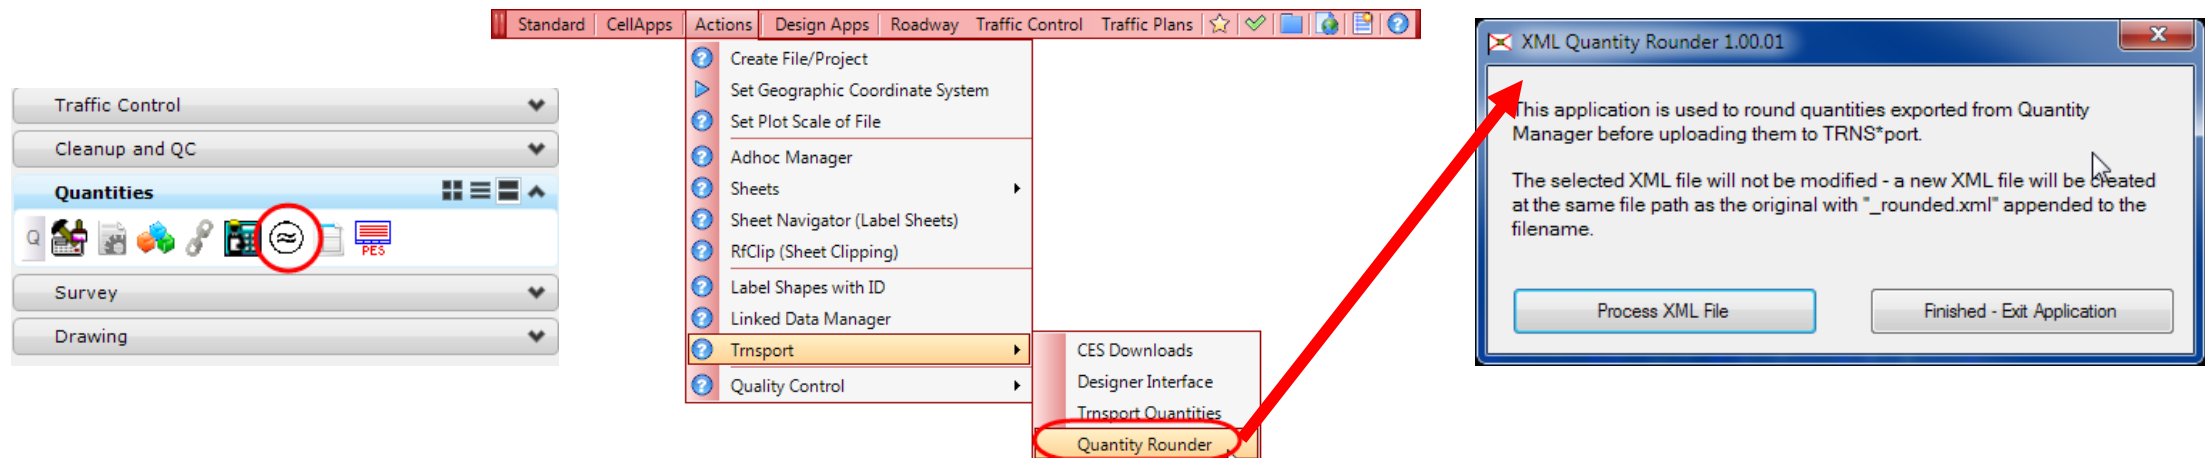 Traffic Control
Cleanup and QC
Quantities
Q
PES
Survey
Drawing
Standard CellApps Actions Design Apps Roadway Traffic Control Traffic Plans
Create File/Project
Set Geographic Coordinate System
Set Plot Scale of File
Adhoc Manager
Sheets
Sheet Navigator (Label Sheets)
RfClip (Sheet Clipping)
Label Shapes with ID
Linked Data Manager
Trnsport
Quality Control
CES Downloads
Designer Interface
Trnsport Quantities
Quantity Rounder
XML Quantity Rounder 1.00.01
This application is used to round quantities exported from Quantity
Manager before uploading them to TRNS*port.
The selected XML file will not be modified - a new XML file will be created
at the same file path as the original with "_rounded.xml" appended to the
filename.
Process XML File
Finished - Exit Application